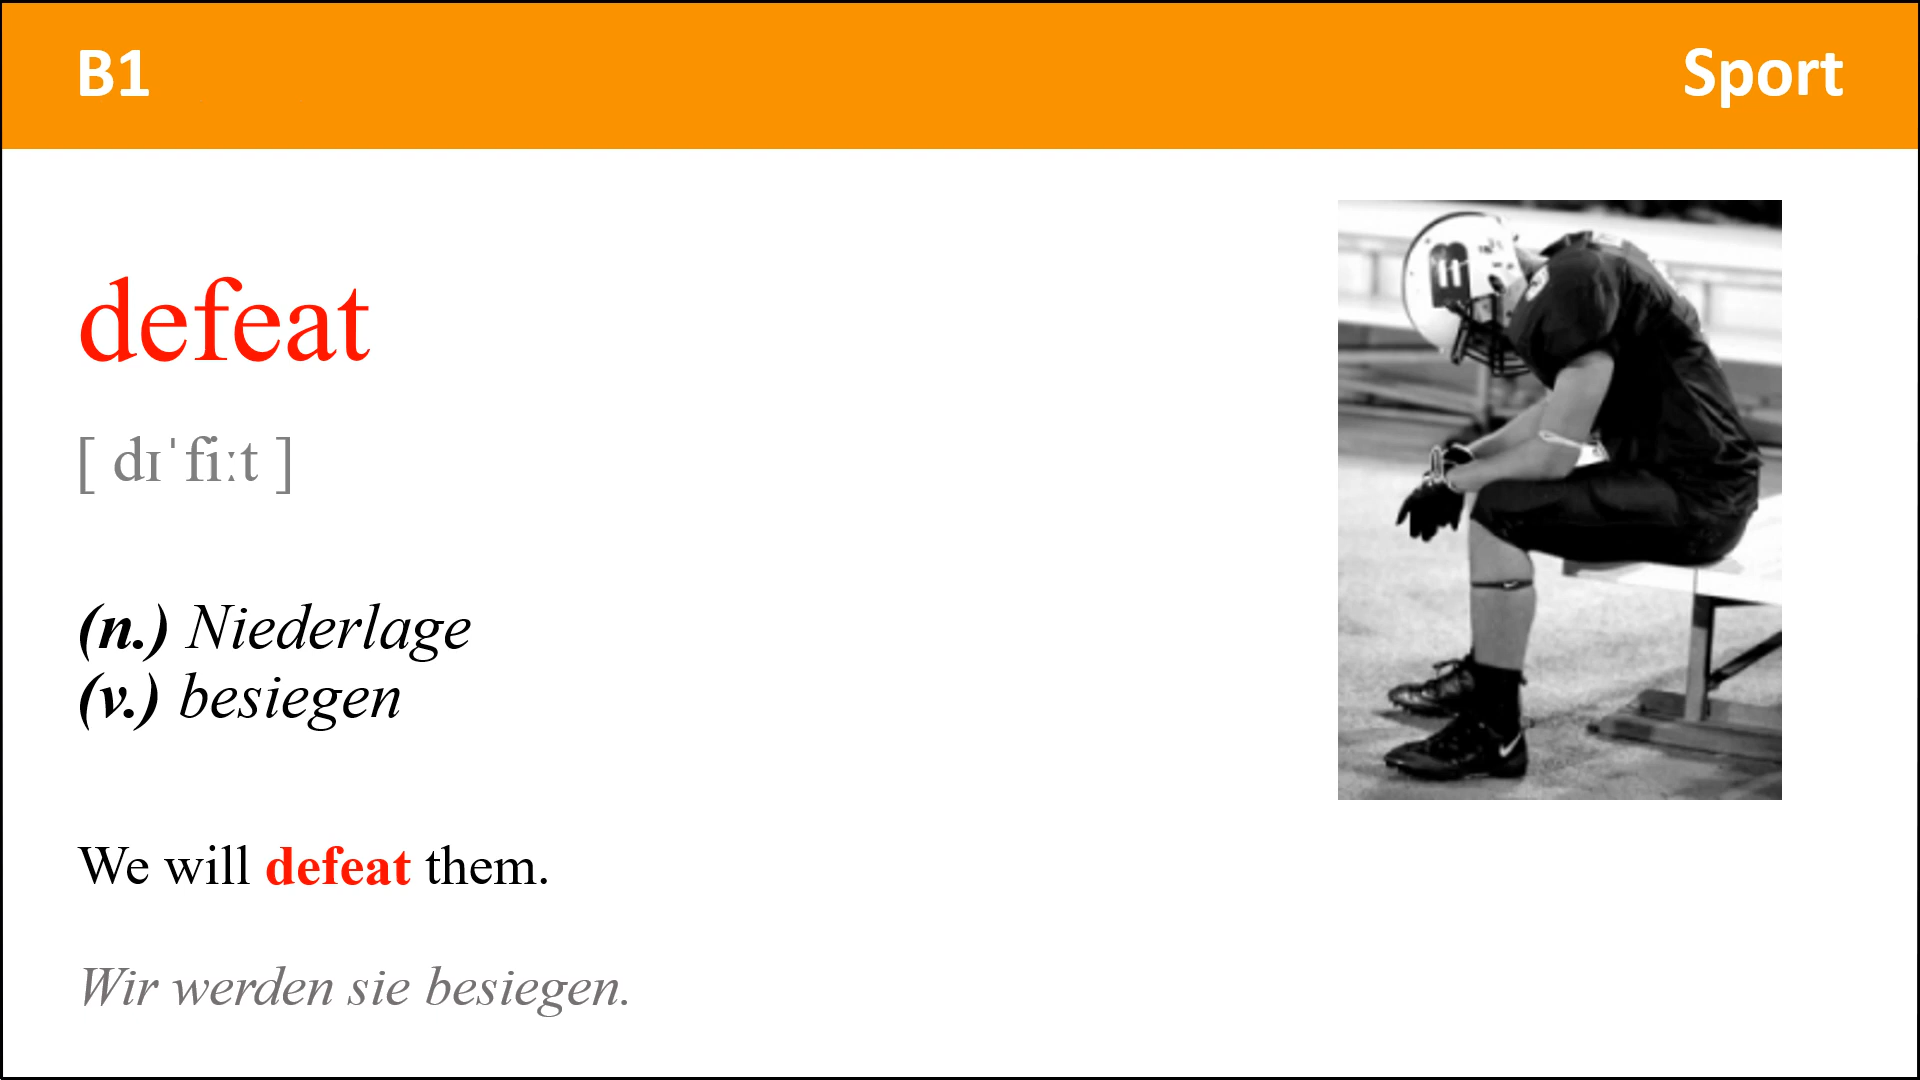 B1
Sport
defeat
[ dɪˈfiːt ]
(n.) Niederlage
(v.) besiegen
We will defeat them.
Wir werden sie besiegen.